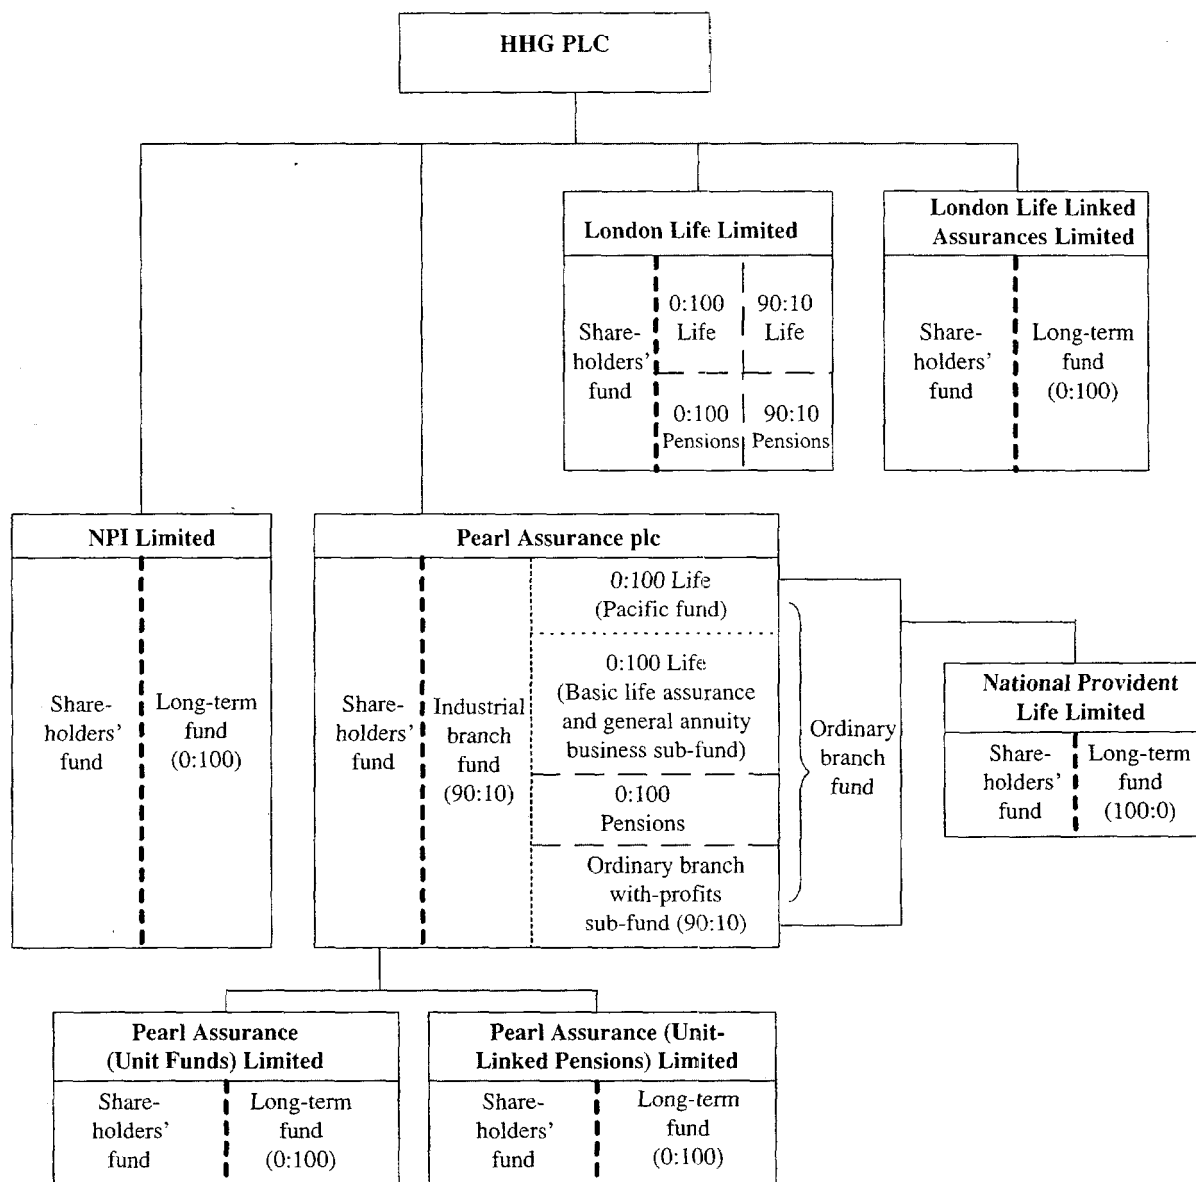 HHG PLC
London Life Limited
Share-
holders'
fund
0:100
Life
90:10
Life
0:100
Pensions
90:10
Pensions
London Life Linked
Assurances Limited
Share-
holders'
fund
Long-term
fund
(0:100)
NPI Limited
Share-
holders'
fund
Long-term
fund
(0:100)
Pearl Assurance plc
Share-
holders'
fund
Industrial
branch
fund
(90:10)
0:100 Life
(Pacific fund)
0:100 Life
(Basic life assurance
and general annuity
business sub-fund)
0:100
Pensions
Ordinary branch
with-profits
sub-fund (90:10)
Ordinary
branch
fund
National Provident
Life Limited
Share-
holders'
fund
Long-term
fund
(100:0)
Pearl Assurance
(Unit Funds) Limited
Share-
holders'
fund
Long-term
fund
(0:100)
Pearl Assurance (Unit-
Linked Pensions) Limited
Share-
holders'
fund
Long-term
fund
(0:100)